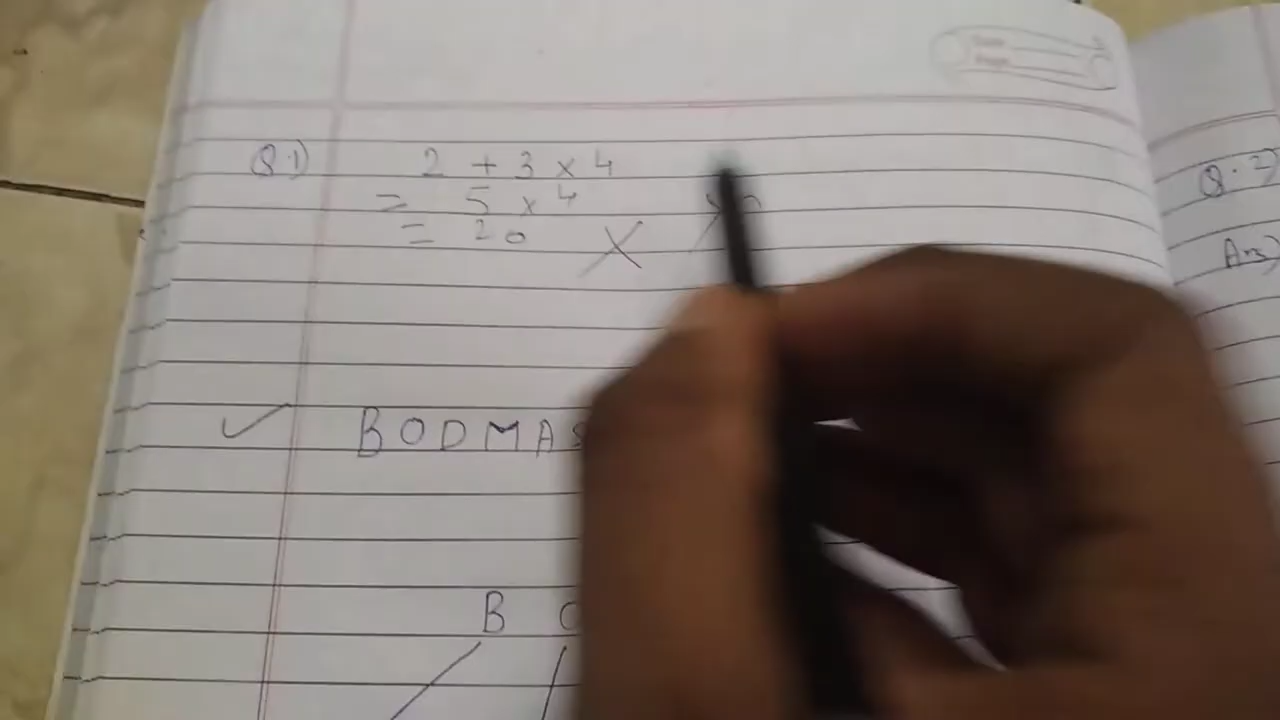 Q.1) 2 + 3 x 4
= 5 x 4
= 20 X
✓ BODMAS
B O
Q.2)
Ans)